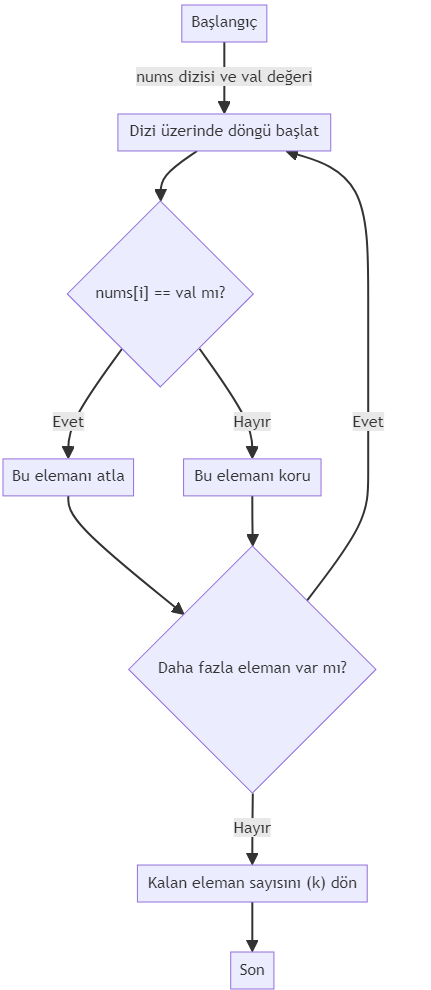 Başlangıç
nums dizisi ve val değeri
Dizi üzerinde döngü başlat
nums[i] == val mı?
Evet
Hayır
Evet
Bu elemanı atla
Bu elemanı koru
Daha fazla eleman var mı?
Hayır
Kalan eleman sayısını (k) dön
Son